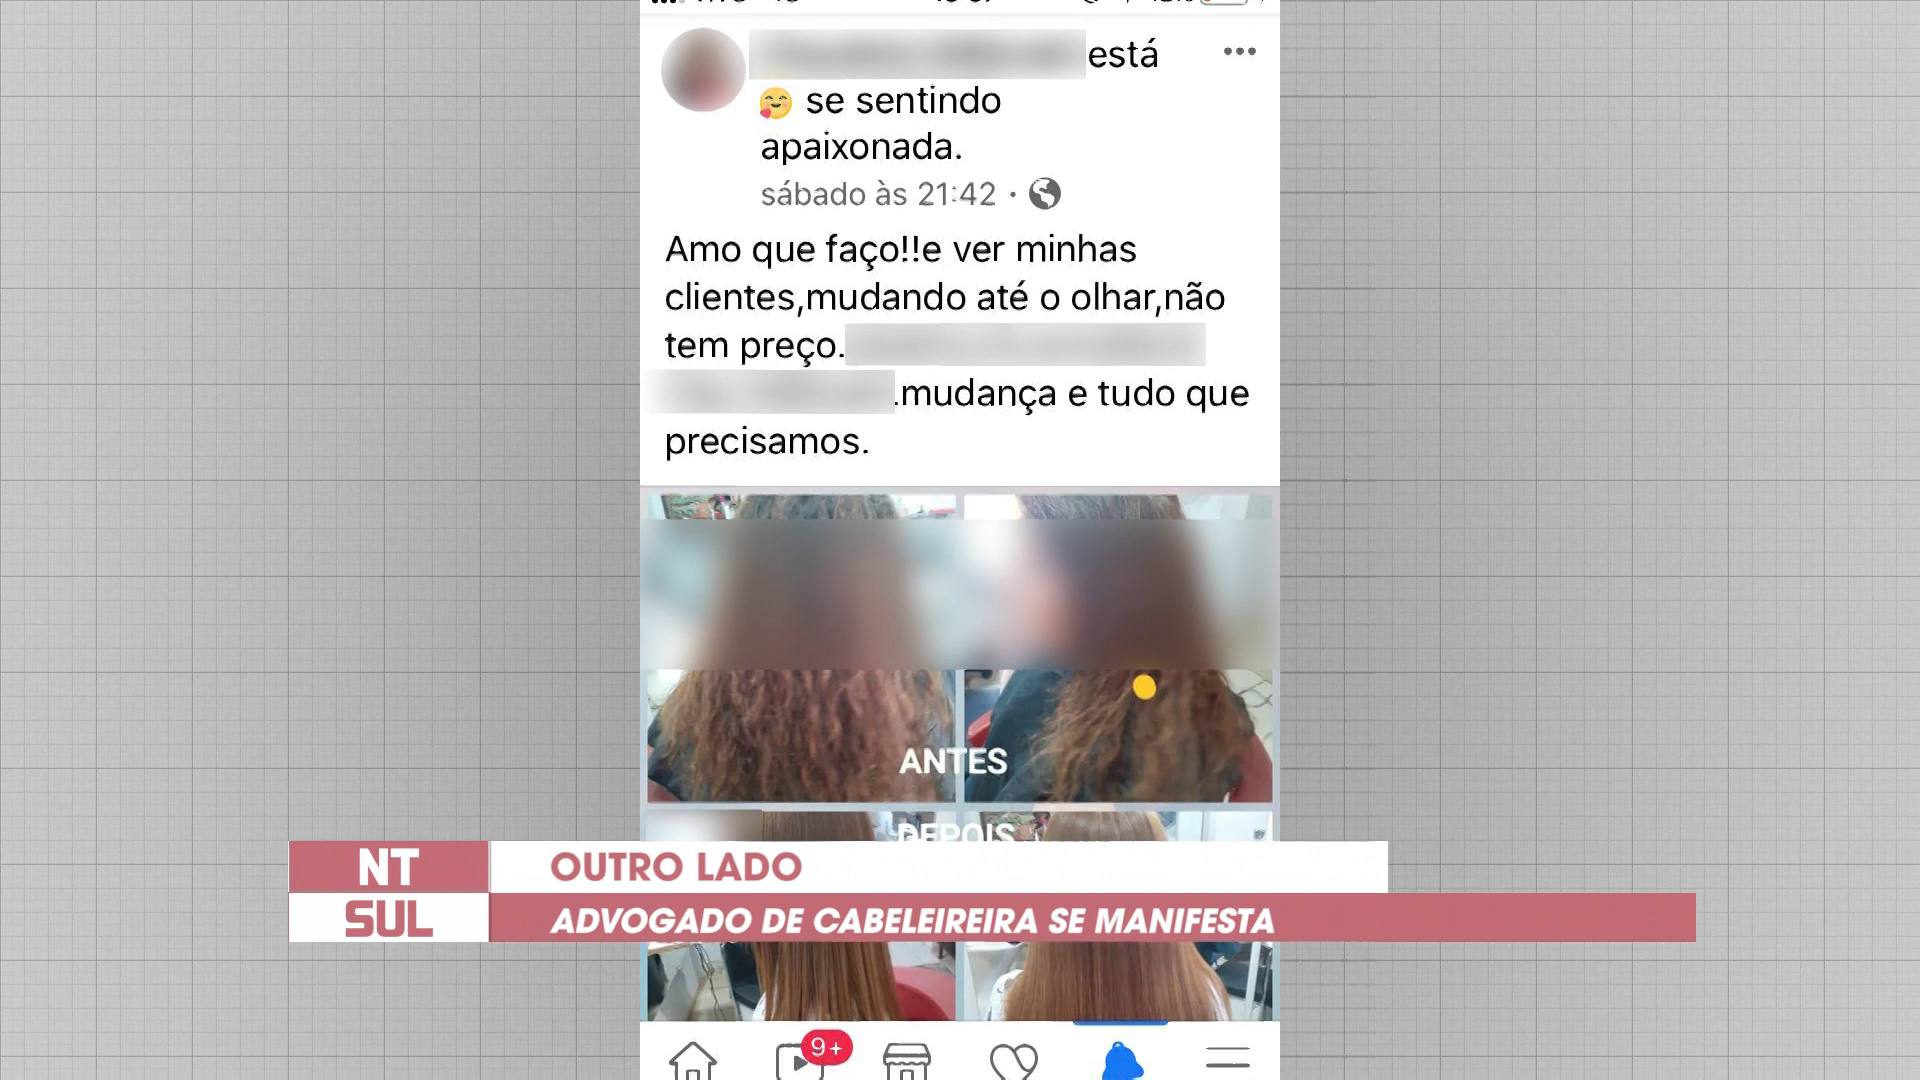 está
se sentindo
apaixonada.
sábado às 21:42 ·
Amo que faço!!e ver minhas
clientes,mudando até o olhar,não
tem preço.
.mudança e tudo que
precisamos.
ANTES
DEPOIS
NT
SUL
OUTRO LADO
ADVOGADO DE CABELEIREIRA SE MANIFESTA
9+